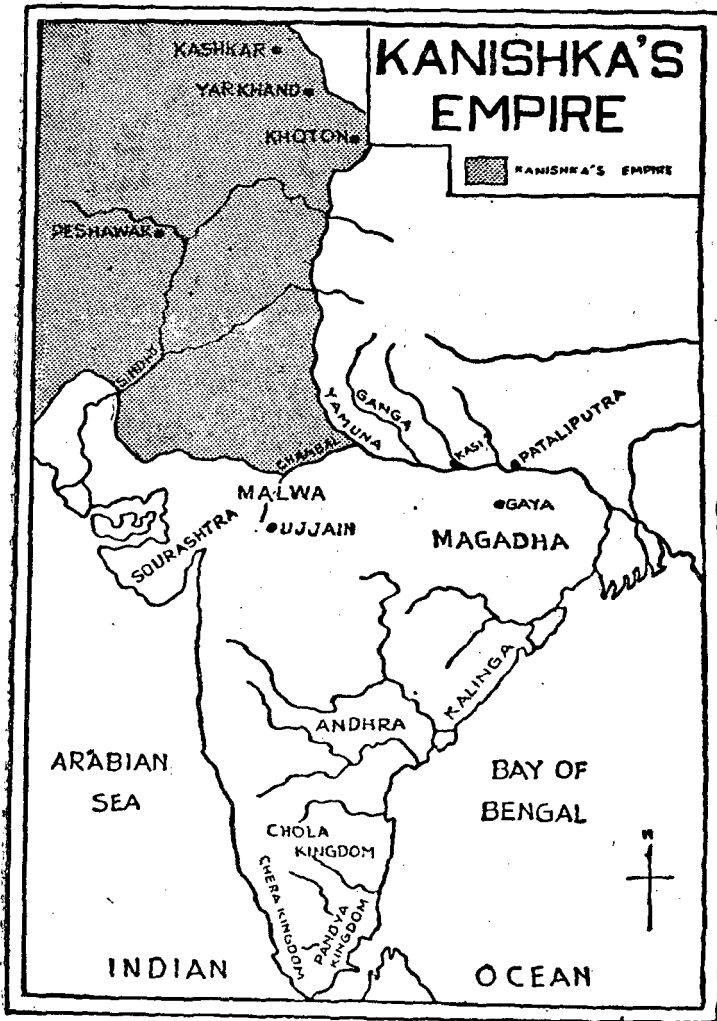 KANISHKA'S
EMPIRE
KANISHKA'S EMPIRE
KASHKAR
YARKHAND
KHOTON
PESHAWAR
SINDHU
YAMUNA
GANGA
KASI
PATALIPUTRA
CHAMBAL
MALWA
GAYA
UJJAIN
SOURASHTRA
MAGADHA
KALINGA
ANDHRA
ARABIAN
SEA
BAY OF
BENGAL
CHOLA
KINGDOM
CHERA KINGDOM
PANDYA
KINGDOM
N
INDIAN
OCEAN